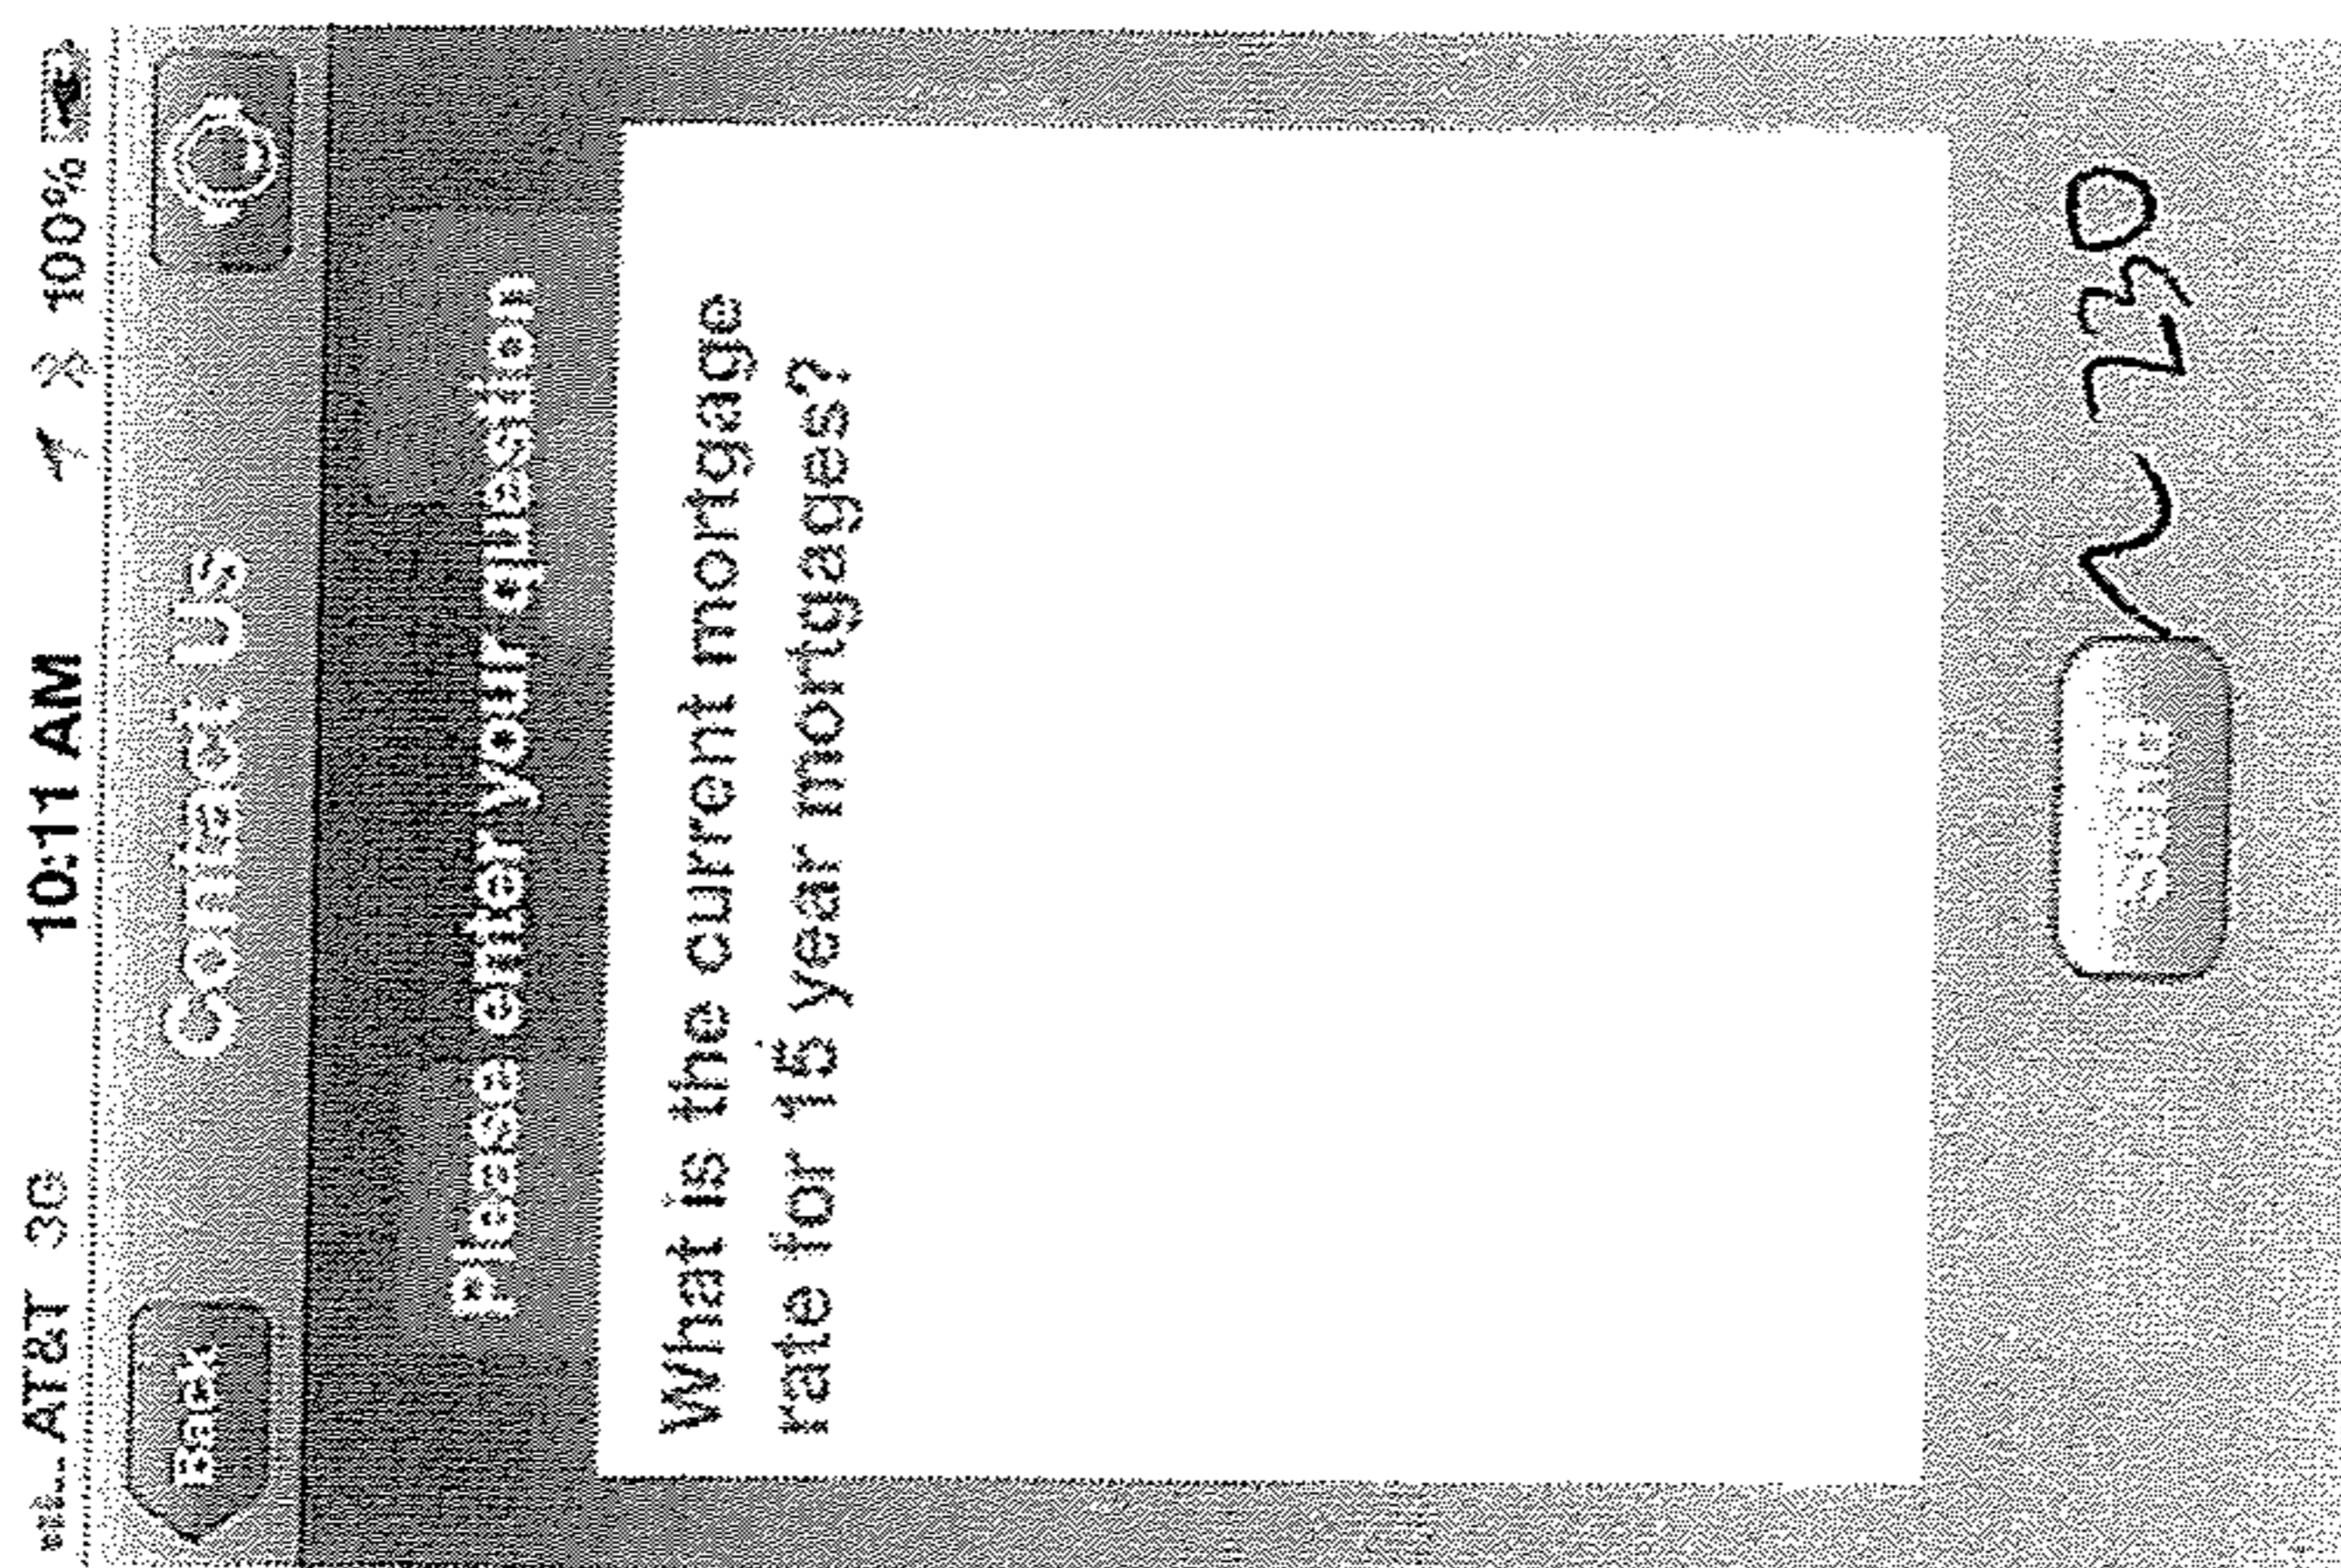 AT&T 3G 10:11 AM 100%
Back Contact Us
Please enter your question
What is the current mortgage
rate for 15 year mortgages?
Send 230